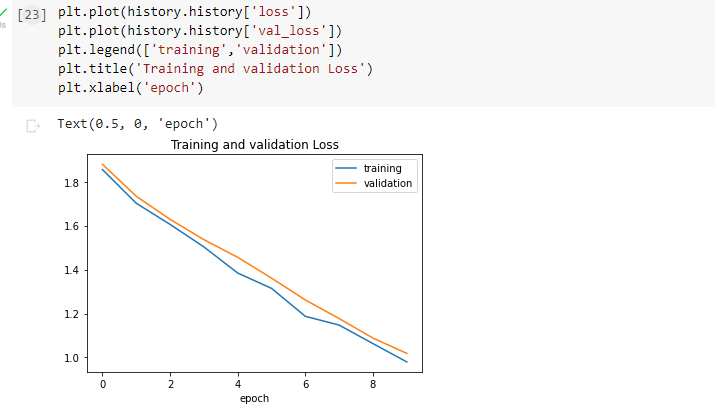 [23] plt.plot(history.history['loss'])
plt.plot(history.history['val_loss'])
plt.legend(['training','validation'])
plt.title('Training and validation Loss')
plt.xlabel('epoch')
Text(0.5, 0, 'epoch')
Training and validation Loss
training
validation
1.8
1.6
1.4
1.2
1.0
0 2 4 6 8
epoch